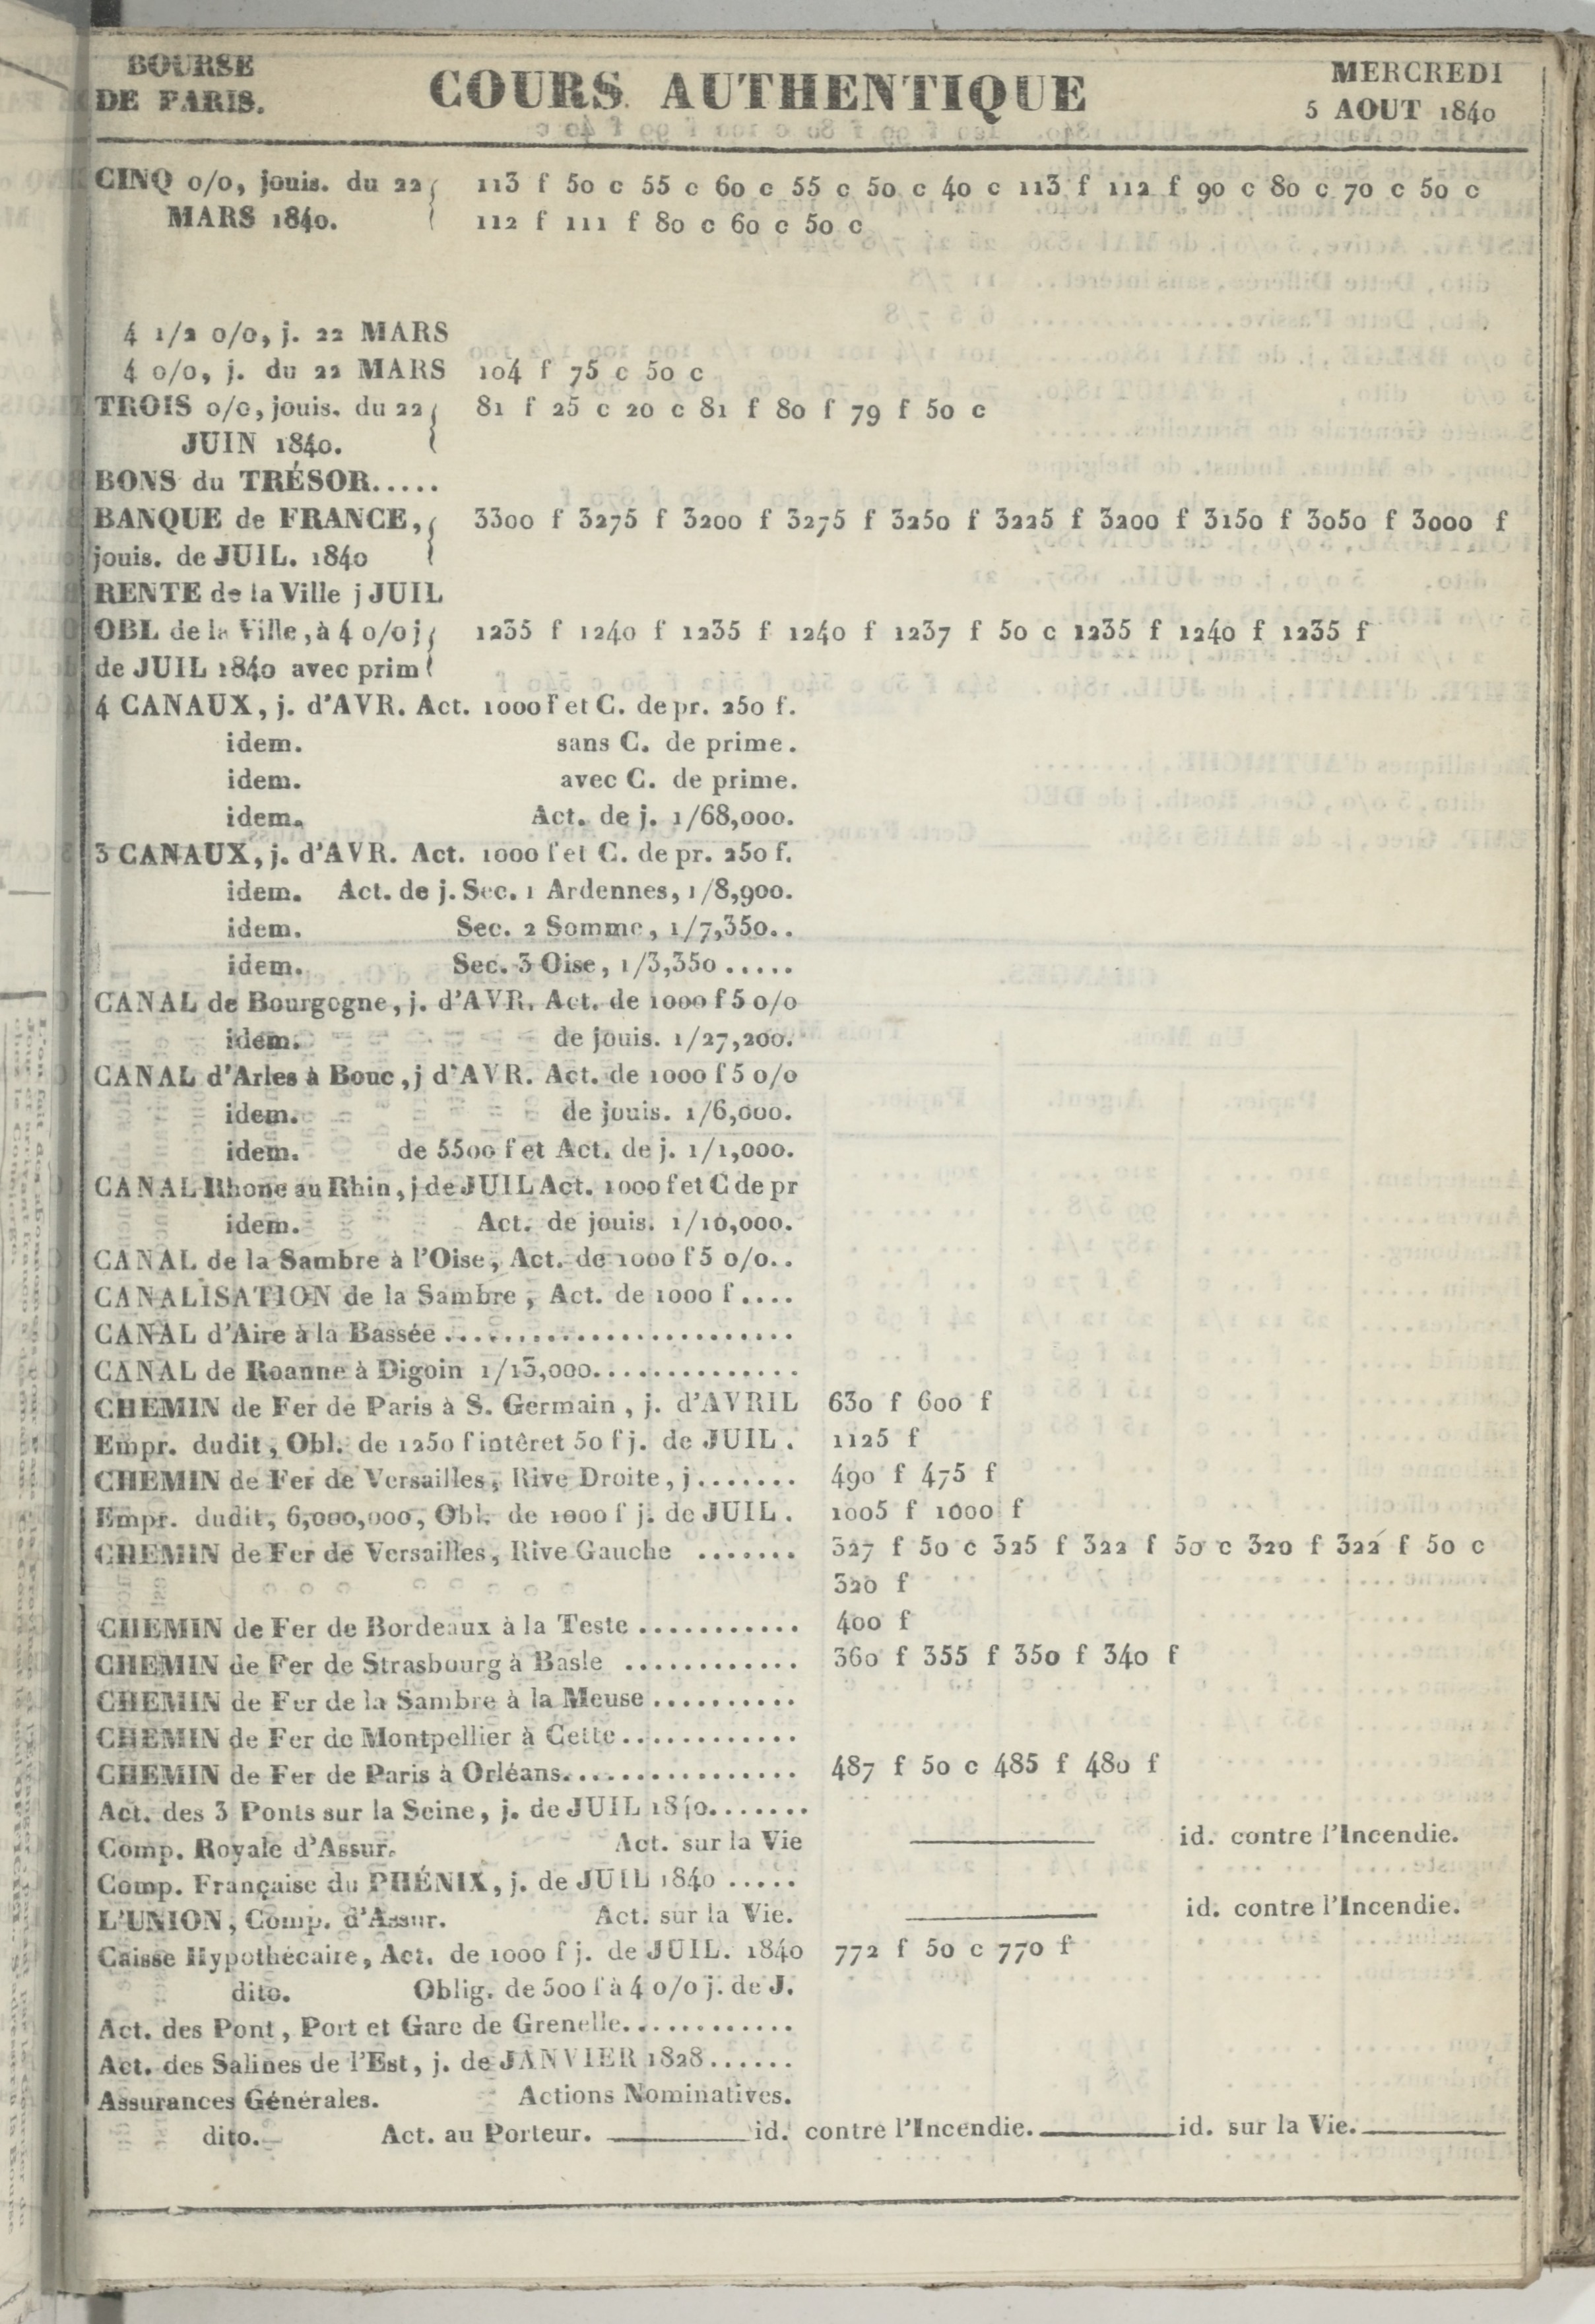 BOURSE
DE PARIS.
COURS AUTHENTIQUE
MERCREDI
5 AOUT 1840
CINQ o/o, jouis. du 22 113 f 50 c 55 c 60 c 55 c 50 c 40 c 113 f 112 f 90 c 80 c 70 c 50 c
MARS 1840. 112 f 111 f 80 c 60 c 50 c
4 1/2 o/o, j. 22 MARS
4 o/o, j. du 22 MARS 104 f 75 c 50 c
TROIS o/o, jouis. du 22 81 f 25 c 20 c 81 f 80 f 79 f 50 c
JUIN 1840.
BONS du TRÉSOR.....
BANQUE de FRANCE, 3300 f 3275 f 3200 f 3275 f 3250 f 3225 f 3200 f 3150 f 3050 f 3000 f
jouis. de JUIL. 1840
RENTE de la Ville j JUIL
OBL de la Ville, à 4 o/o j 1235 f 1240 f 1235 f 1240 f 1237 f 50 c 1235 f 1240 f 1235 f
de JUIL 1840 avec prim
4 CANAUX, j. d'AVR. Act. 1000 f et C. de pr. 250 f.
idem. sans C. de prime.
idem. avec C. de prime.
idem. Act. de j. 1/68,000.
3 CANAUX, j. d'AVR. Act. 1000 f et C. de pr. 250 f.
idem. Act. de j. Sec. 1 Ardennes, 1/8,900.
idem. Sec. 2 Somme, 1/7,350..
idem. Sec. 3 Oise, 1/3,350.....
CANAL de Bourgogne, j. d'AVR. Act. de 1000 f 5 o/o
idem. de jouis. 1/27,200.
CANAL d'Arles à Bouc, j d'AVR. Act. de 1000 f 5 o/o
idem. de jouis. 1/6,000.
idem. de 5500 f et Act. de j. 1/1,000.
CANAL Rhone au Rhin, j de JUIL Act. 1000 f et C de pr
idem. Act. de jouis. 1/10,000.
CANAL de la Sambre à l'Oise, Act. de 1000 f 5 o/o..
CANALISATION de la Sambre, Act. de 1000 f....
CANAL d'Aire à la Bassée........................
CANAL de Roanne à Digoin 1/13,000..............
CHEMIN de Fer de Paris à S. Germain, j. d'AVRIL 630 f 600 f
Empr. dudit, Obl. de 1250 f intêret 50 f j. de JUIL. 1125 f
CHEMIN de Fer de Versailles, Rive Droite, j....... 490 f 475 f
Empr. dudit, 6,000,000, Obl. de 1000 f j. de JUIL. 1005 f 1000 f
CHEMIN de Fer de Versailles, Rive Gauche ....... 327 f 50 c 325 f 322 f 50 c 320 f 322 f 50 c
320 f
CHEMIN de Fer de Bordeaux à la Teste........... 400 f
CHEMIN de Fer de Strasbourg à Basle ............ 360 f 355 f 350 f 340 f
CHEMIN de Fer de la Sambre à la Meuse..........
CHEMIN de Fer de Montpellier à Cette............
CHEMIN de Fer de Paris à Orléans................ 487 f 50 c 485 f 480 f
Act. des 3 Ponts sur la Seine, j. de JUIL 1840.......
Comp. Royale d'Assur. Act. sur la Vie id. contre l'Incendie.
Comp. Française du PHÉNIX, j. de JUIL 1840.....
L'UNION, Comp. d'Assur. Act. sur la Vie. id. contre l'Incendie.
Caisse Hypothécaire, Act. de 1000 f j. de JUIL. 1840 772 f 50 c 770 f
dito. Oblig. de 500 f à 4 o/o j. de J.
Act. des Pont, Port et Gare de Grenelle............
Act. des Salines de l'Est, j. de JANVIER 1828......
Assurances Générales. Actions Nominatives.
dito. Act. au Porteur. id. contre l'Incendie. id. sur la Vie.